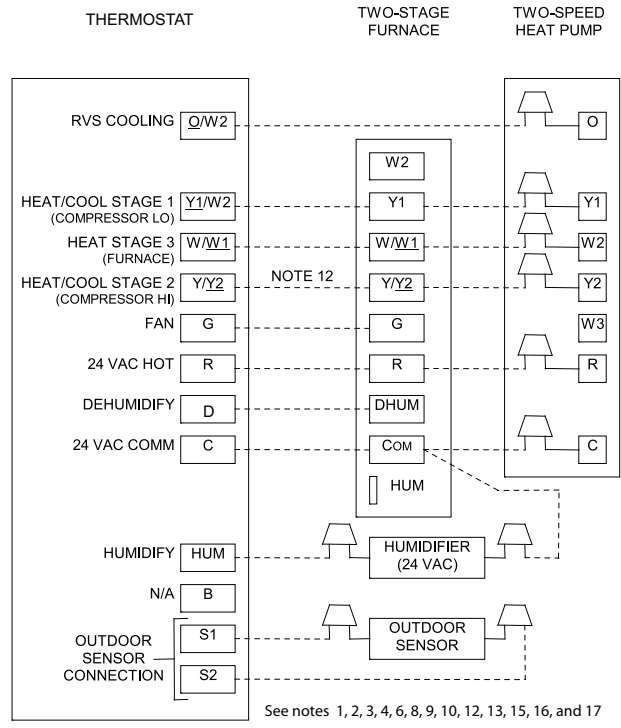 THERMOSTAT
TWO-STAGE
FURNACE
TWO-SPEED
HEAT PUMP
RVS COOLING O/W2 O
W2
HEAT/COOL STAGE 1 Y1/W2 Y1 Y1
(COMPRESSOR LO)
HEAT STAGE 3 W/W1 W/W1 W2
(FURNACE)
HEAT/COOL STAGE 2 Y/Y2 NOTE 12 Y/Y2 Y2
(COMPRESSOR HI)
FAN G G W3
24 VAC HOT R R R
DEHUMIDIFY D DHUM
24 VAC COMM C COM C
HUM
HUMIDIFY HUM HUMIDIFIER
(24 VAC)
N/A B
OUTDOOR
SENSOR
CONNECTION
S1
S2
OUTDOOR
SENSOR
See notes 1, 2, 3, 4, 6, 8, 9, 10, 12, 13, 15, 16, and 17